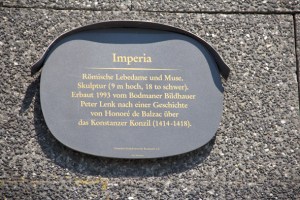 Imperia
Römische Lebedame und Muse.
Skulptur (9 m hoch, 18 to schwer).
Erbaut 1993 vom Bodmaner Bildhauer
Peter Lenk nach einer Geschichte
von Honoré de Balzac über
das Konstanzer Konzil (1414-1418).